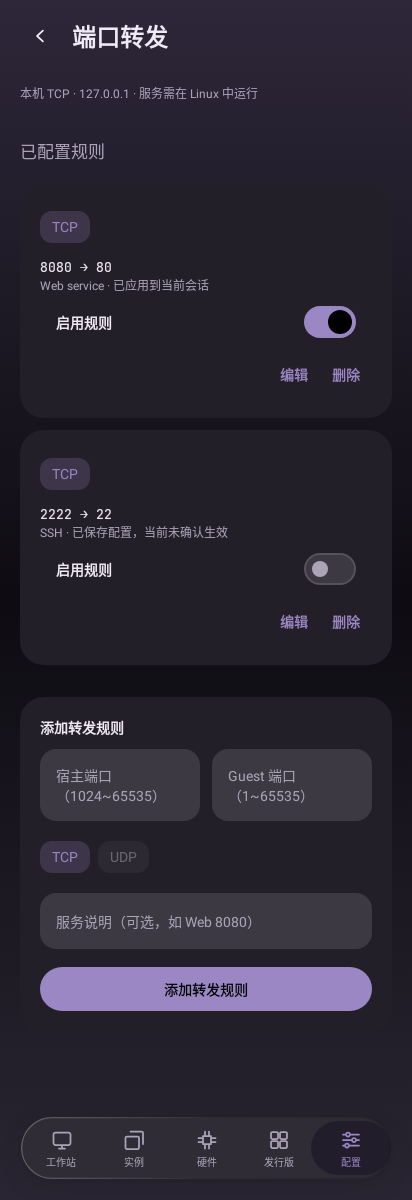 端口转发
本机 TCP · 127.0.0.1 · 服务需在 Linux 中运行
已配置规则
TCP
8080 → 80
Web service · 已应用到当前会话
启用规则
编辑 删除
TCP
2222 → 22
SSH · 已保存配置，当前未确认生效
启用规则
编辑 删除
添加转发规则
宿主端口
（1024~65535）
Guest 端口
（1~65535）
TCP UDP
服务说明（可选，如 Web 8080）
添加转发规则
工作站 实例 硬件 发行版 配置